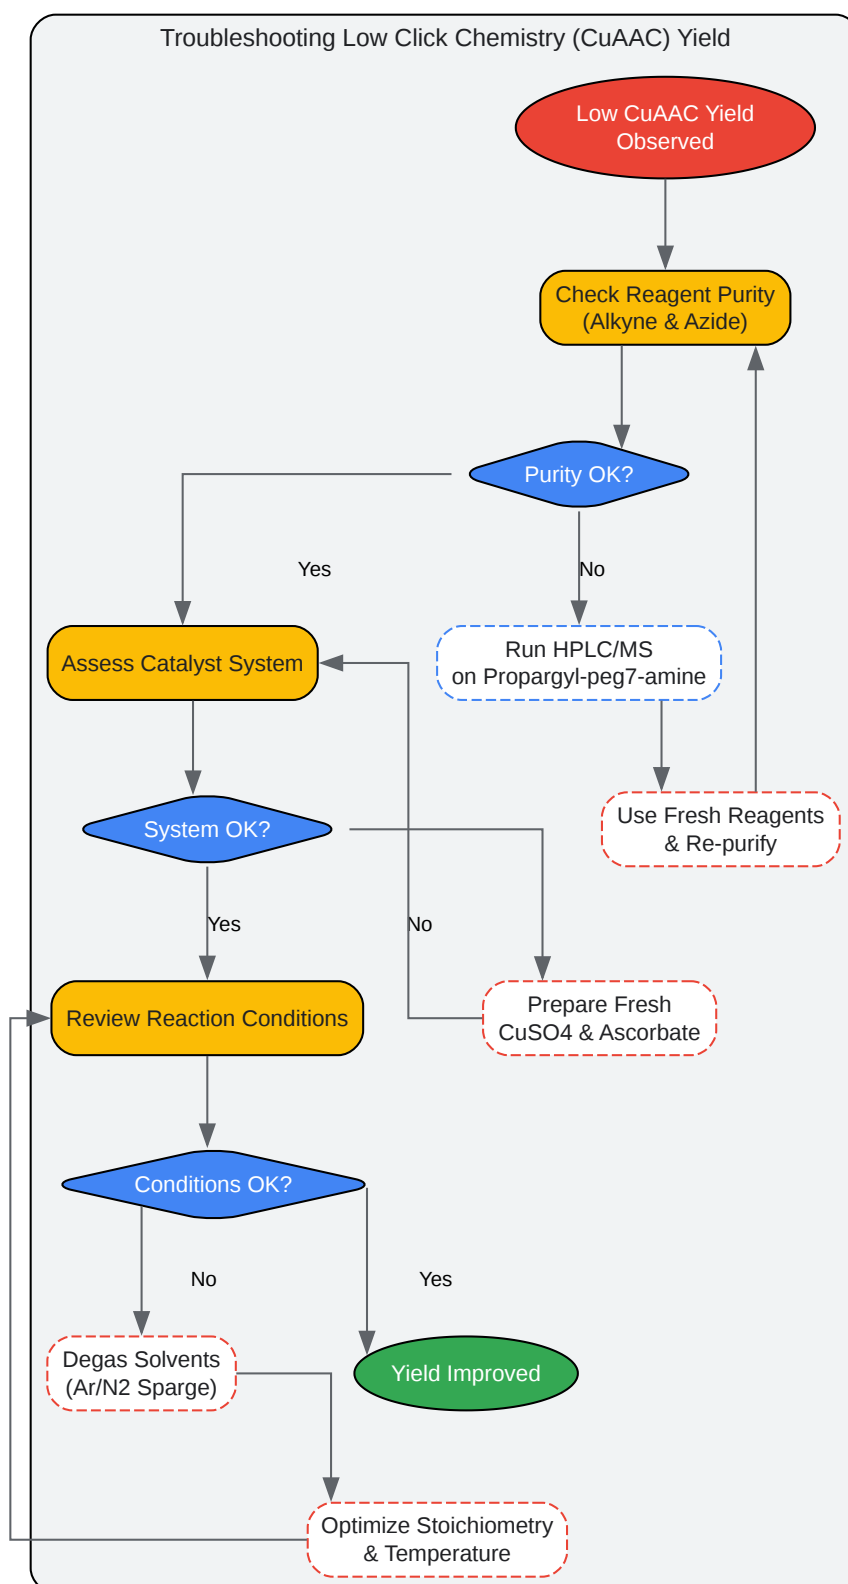 Troubleshooting Low Click Chemistry (CuAAC) Yield
Low CuAAC Yield
Observed
Check Reagent Purity
(Alkyne & Azide)
Purity OK?
Yes
No
Assess Catalyst System
Run HPLC/MS
on Propargyl-peg7-amine
Use Fresh Reagents
& Re-purify
System OK?
Yes
No
Review Reaction Conditions
Prepare Fresh
CuSO4 & Ascorbate
Conditions OK?
No
Yes
Degas Solvents
(Ar/N2 Sparge)
Yield Improved
Optimize Stoichiometry
& Temperature